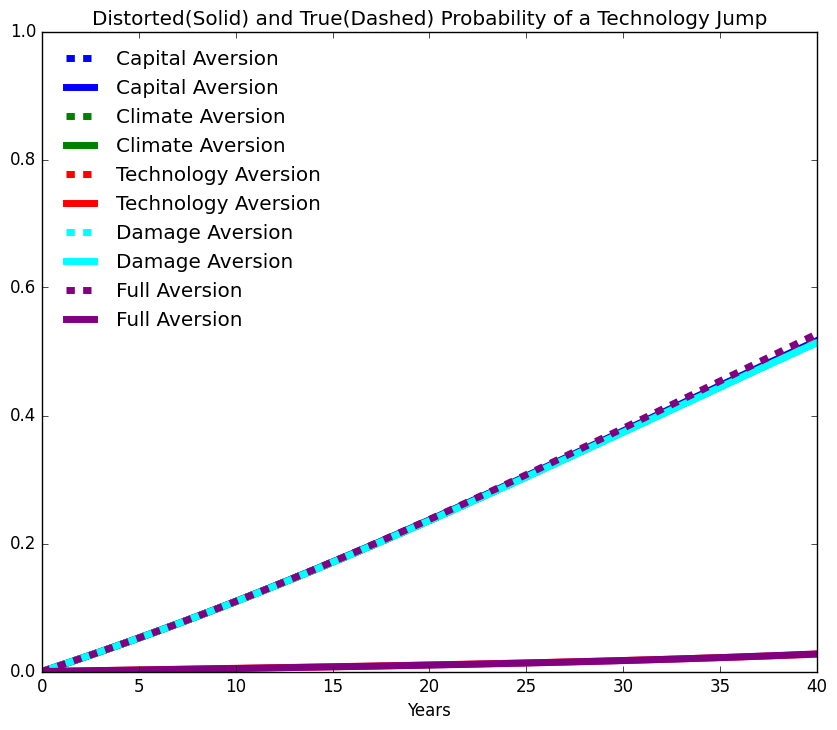 Distorted(Solid) and True(Dashed) Probability of a Technology Jump
1.0
Capital Aversion
Capital Aversion
Climate Aversion
Climate Aversion
Technology Aversion
Technology Aversion
Damage Aversion
Damage Aversion
Full Aversion
Full Aversion
0.8
0.6
0.4
0.2
0.0
0 5 10 15 20 25 30 35 40
Years